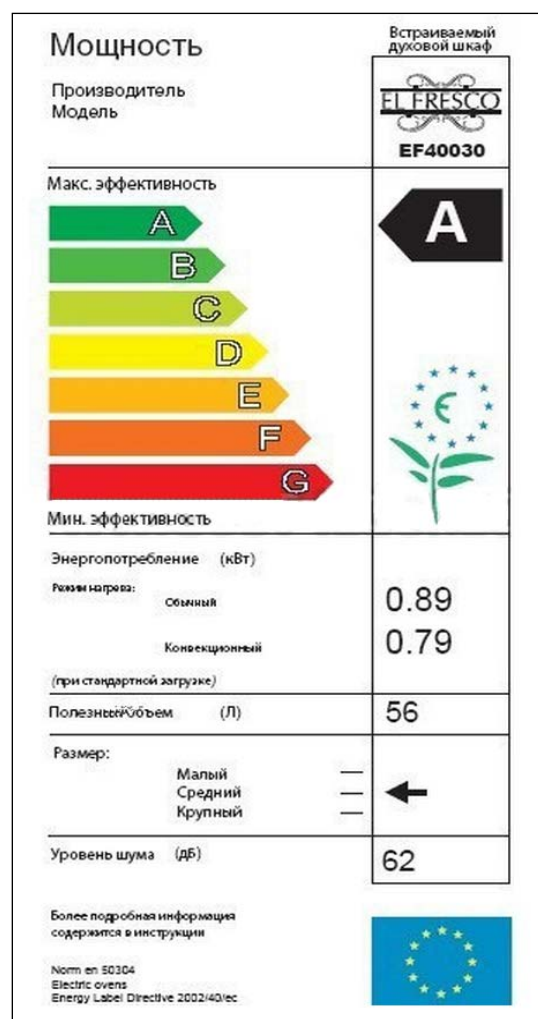 Мощность
Встраиваемый
духовой шкаф
Производитель
Модель
EL FRESCO
EF40030
Макс. эффективность
A
A
B
C
D
E
F
G
Мин. эффективность
Энергопотребление (кВт)
Режим нагрева:
Обычный 0.89
Конвекционный 0.79
(при стандартной загрузке)
Полезный объем (Л) 56
Размер:
Малый —
Средний —
Крупный —
Уровень шума (дБ) 62
Более подробная информация
содержится в инструкции
Norm en 50304
Electric ovens
Energy Label Directive 2002/40/ec